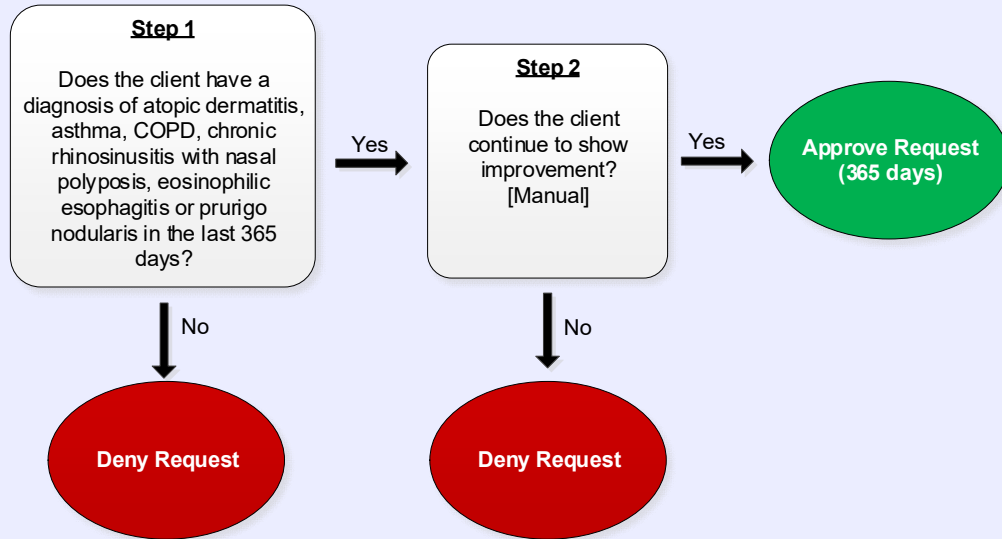 Step 1
Does the client have a
diagnosis of atopic dermatitis,
asthma, COPD, chronic
rhinosinusitis with nasal
polyposis, eosinophilic
esophagitis or prurigo
nodularis in the last 365
days?
Yes
No
Deny Request
Step 2
Does the client
continue to show
improvement?
[Manual]
Yes
No
Deny Request
Approve Request
(365 days)